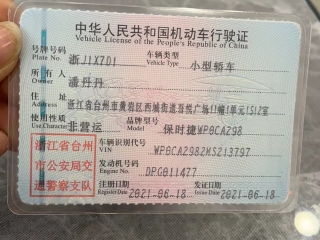 中华人民共和国机动车行驶证
Vehicle License of the People's Republic of China
号牌号码 浙J1X7D1 车辆类型 小型轿车
Plate No. Vehicle Type
所有人 潘丹丹
Owner
住址 浙江省台州市黄岩区西城街道百悦广场11幢1单元1512室
Address
使用性质 非营运 品牌型号 保时捷WP0CA298
Use Character Model
浙江省台州
市公安局交
通警察支队
车辆识别代号 WP0CA2982MS213797
VIN
发动机号码 DPG011477
Engine No.
注册日期 2021-06-18 发证日期 2021-06-18
Register Date Issue Date